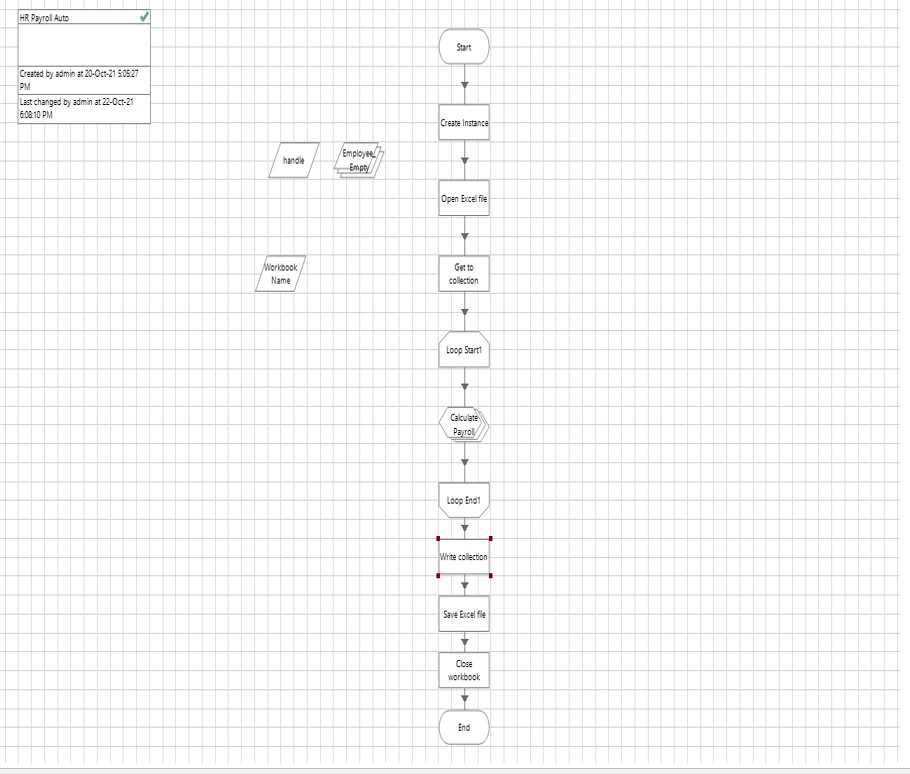 HR Payroll Auto
Created by admin at 20-Oct-21 5:05:27
PM
Last changed by admin at 22-Oct-21
6:08:10 PM
Start
Create Instance
handle
Employee_
Empty
Open Excel file
Workbook
Name
Get to
collection
Loop Start1
Calculate
Payroll
Loop End1
Write collection
Save Excel file
Close
workbook
End